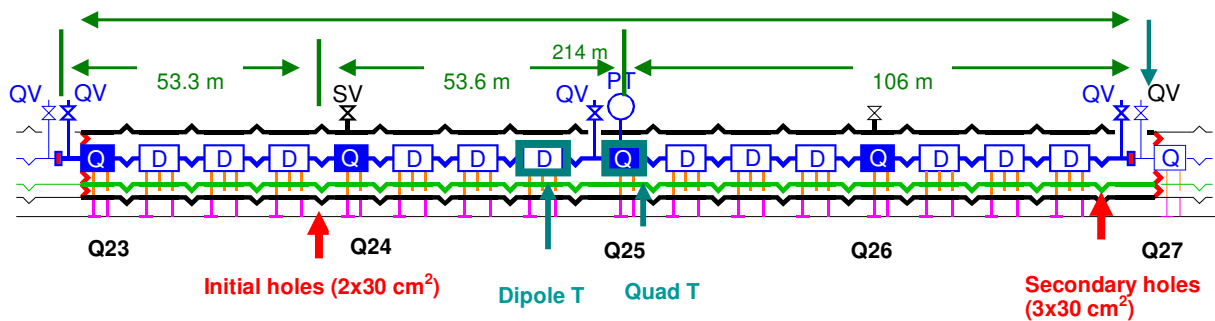 214 m
53.3 m
53.6 m
PT
106 m
QV QV SV QV QV QV
Q D D D Q D D D Q D D D Q D D D Q
Q23 Q24 Q25 Q26 Q27
Initial holes (2x30 cm²)
Dipole T
Quad T
Secondary holes
(3x30 cm²)